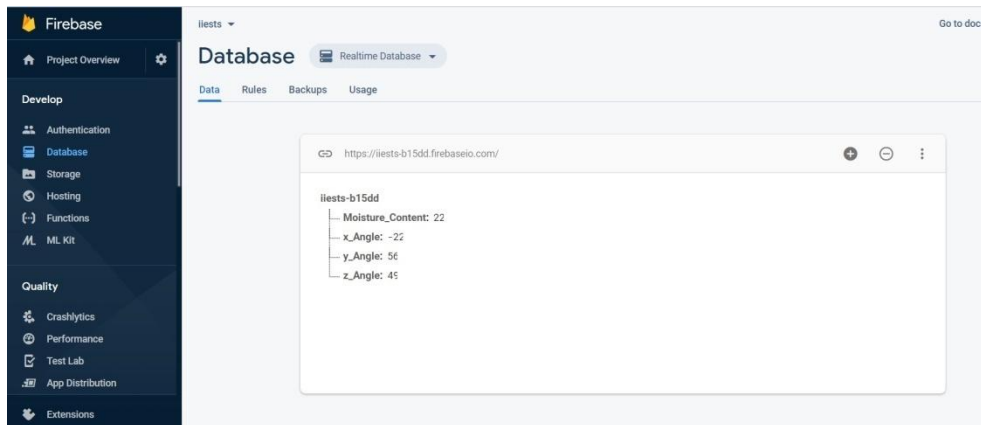 Firebase
Project Overview
Develop
Authentication
Database
Storage
Hosting
Functions
ML Kit
Quality
Crashlytics
Performance
Test Lab
App Distribution
Extensions
iiests
Go to doc
Database Realtime Database
Data Rules Backups Usage
https://iiests-b15dd.firebaseio.com/
iiests-b15dd
Moisture_Content: 22
x_Angle: -22
y_Angle: 56
z_Angle: 49